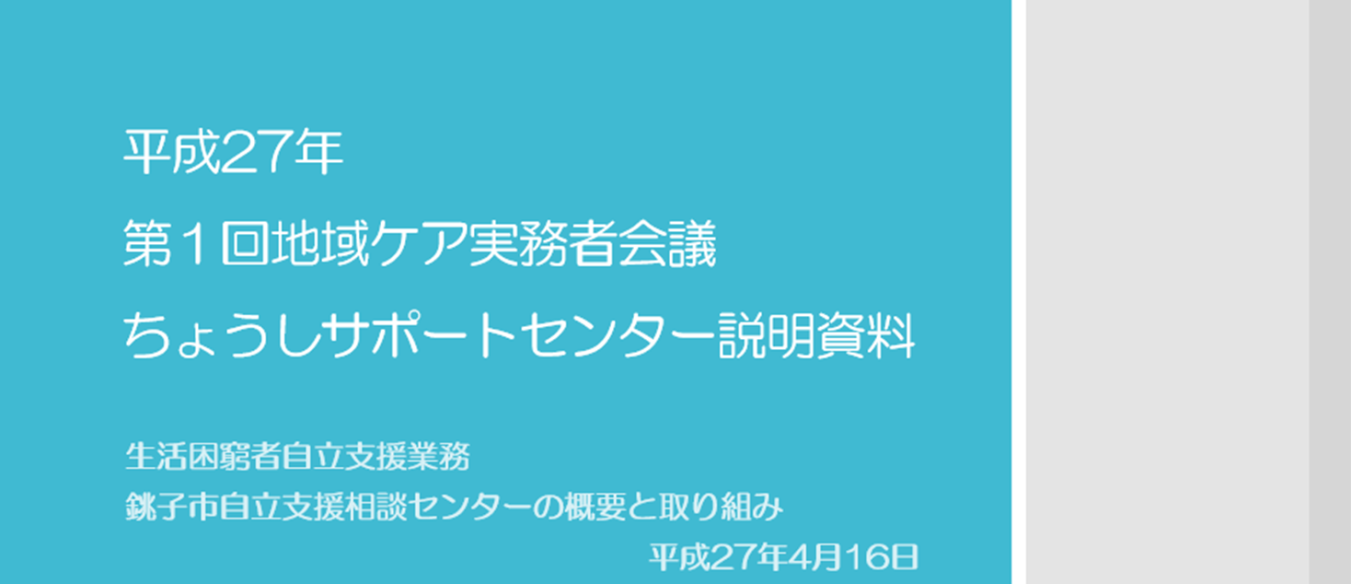 平成27年
第１回地域ケア実務者会議
ちょうしサポートセンター説明資料
生活困窮者自立支援業務
銚子市自立支援相談センターの概要と取り組み
平成27年4月16日